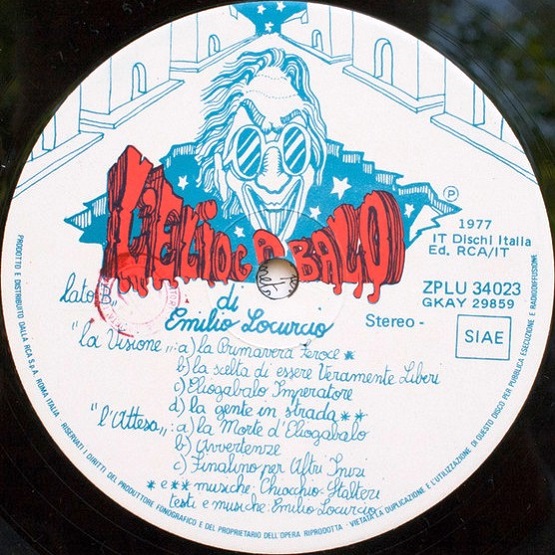 L'ELIOGABALO
Ⓟ
1977
IT Dischi Italia
Ed. RCA/IT
ZPLU 34023
GKAY 29859
Stereo -
SIAE
lato B
di
Emilio Locurcio
"la Visione": a) la Primavera Feroce *
b) la scelta di essere Veramente Liberi
c) Eliogabalo Imperatore
d) la gente in strada **
"l'Attesa": a) la Morte d'Eliogabalo
b) Avvertenze
c) Finalino per Altri Inizi
* e ** musiche: Chiocchio Stalteri
testi e musiche Emilio Locurcio
PRODOTTO E DISTRIBUITO DALLA RCA S.p.A. ROMA ITALIA · RISERVATI I DIRITTI DEL PRODUTTORE FONOGRAFICO E DEL PROPRIETARIO DELL'OPERA RIPRODOTTA · VIETATA LA DUPLICAZIONE E L'UTILIZZAZIONE DI QUESTO DISCO PER PUBBLICA ESECUZIONE E RADIODIFFUSIONE